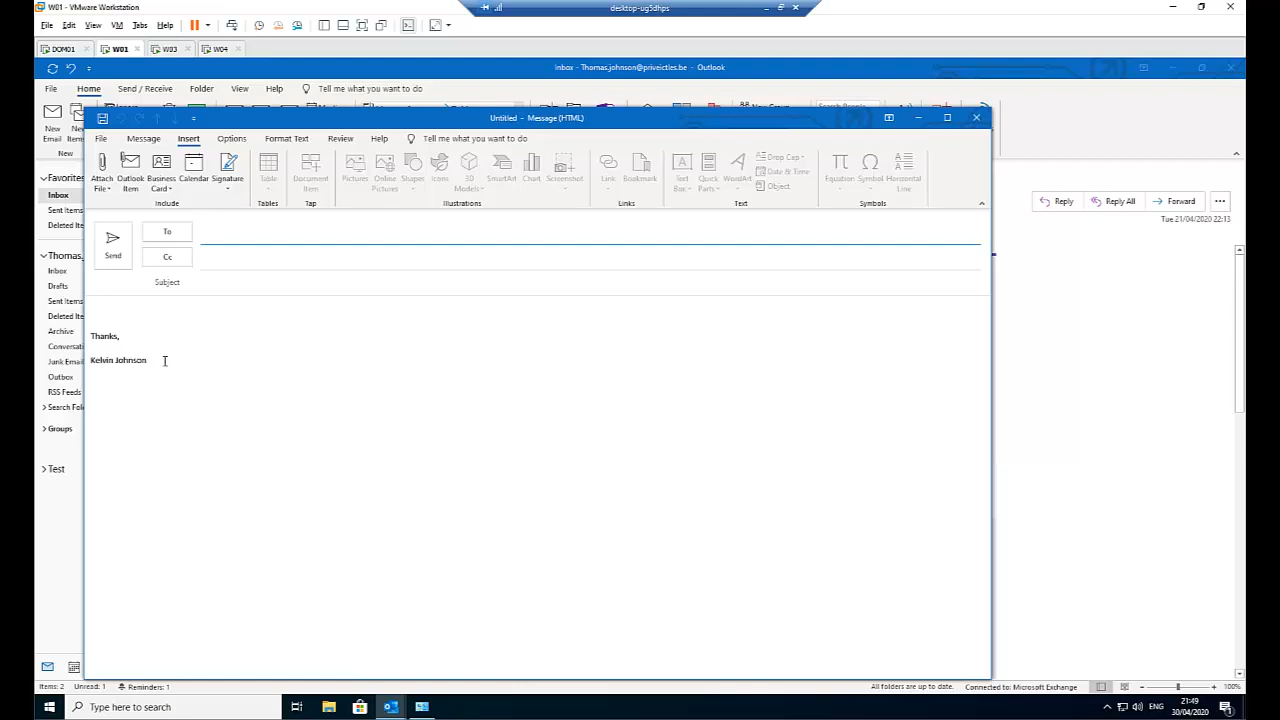 W01 - VMware Workstation
desktop-ug5dhps
File Edit View VM Tabs Help
DOM01 W01 W03 W04
Inbox - Thomas.johnson@priveictles.be - Outlook
File Home Send / Receive Folder View Help Tell me what you want to do
New Email
New Items
New
Untitled - Message (HTML)
File Message Insert Options Format Text Review Help Tell me what you want to do
Attach File
Outlook Item
Business Card
Calendar
Signature
Table
Document Item
Pictures
Online Pictures
Shapes
Icons
3D Models
SmartArt
Chart
Screenshot
Link
Bookmark
Text Box
Quick Parts
WordArt
Drop Cap
Date & Time
Object
Equation
Symbol
Horizontal Line
Include Tables Tap Illustrations Links Text Symbols
Send
To
Cc
Subject
Thanks,
Kelvin Johnson
Favorites
Inbox
Sent Items
Deleted
Thomas.
Inbox
Drafts
Sent Items
Deleted Ite
Archive
Conversat
Junk Email
Outbox
RSS Feeds
Search Fol
Groups
Test
Reply Reply All Forward
Tue 21/04/2020 22:13
Items: 2 Unread: 1 Reminders: 1
All folders are up to date. Connected to: Microsoft Exchange 100%
Type here to search
ENG
21:49
30/04/2020